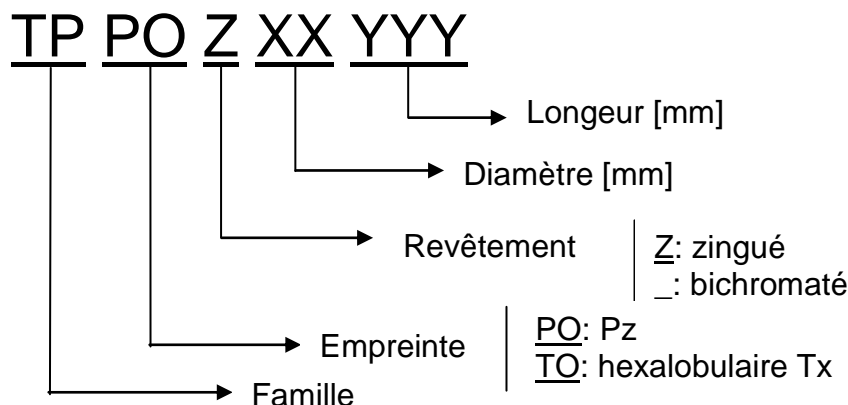 TP PO Z XX YYY
Longeur [mm]
Diamètre [mm]
Revêtement
Z: zingué
_: bichromaté
Empreinte
PO: Pz
TO: hexalobulaire Tx
Famille